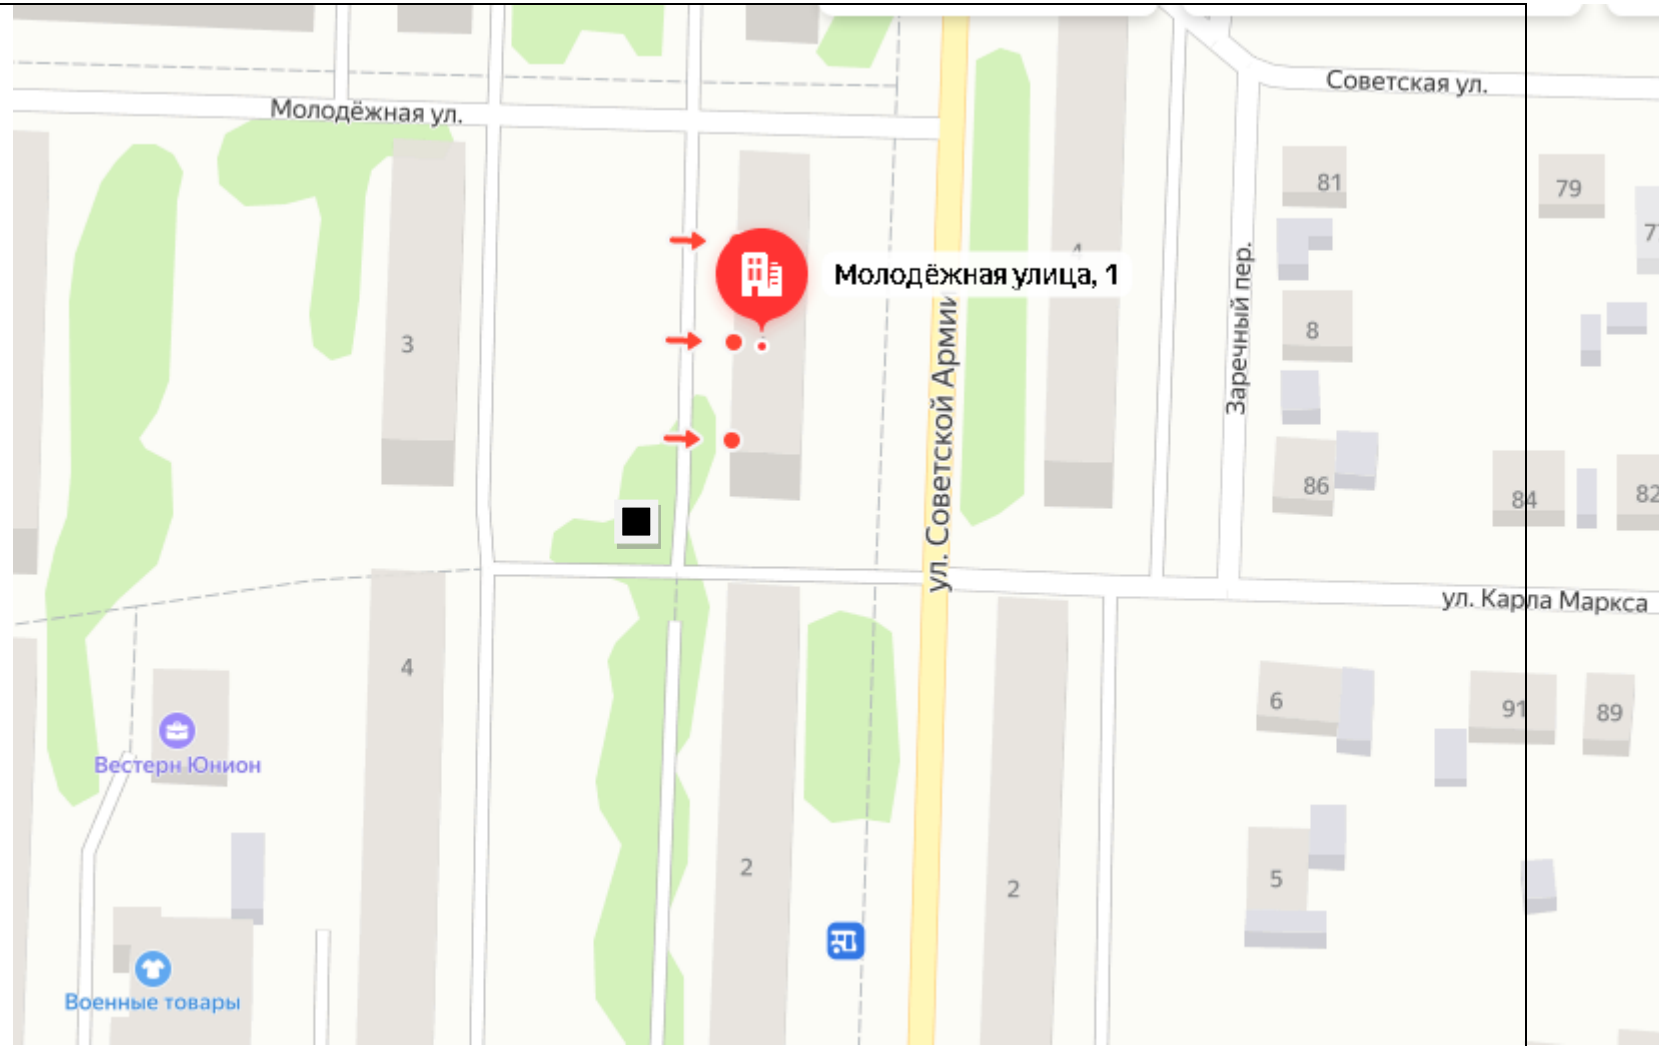 Советская ул.
Молодёжная ул.
81
79
Молодёжная улица, 1
Заречный пер.
8
3
ул. Советской Армии
86
84
82
ул. Карла Маркса
4
6
91
89
Вестерн Юнион
2
2
5
Военные товары